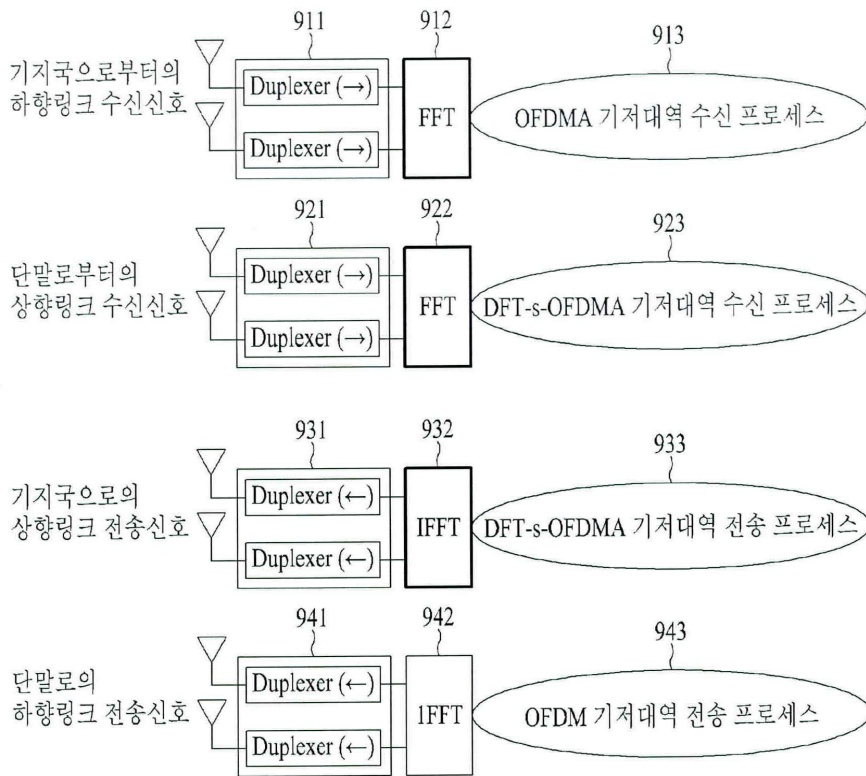 911
912
913
기지국으로부터의
하향링크 수신신호
Duplexer (→)
Duplexer (→)
FFT
OFDMA 기저대역 수신 프로세스
921
922
923
단말로부터의
상향링크 수신신호
Duplexer (→)
Duplexer (→)
FFT
DFT-s-OFDMA 기저대역 수신 프로세스
931
932
933
기지국으로의
상향링크 전송신호
Duplexer (←)
Duplexer (←)
IFFT
DFT-s-OFDMA 기저대역 전송 프로세스
941
942
943
단말로의
하향링크 전송신호
Duplexer (←)
Duplexer (←)
1FFT
OFDM 기저대역 전송 프로세스